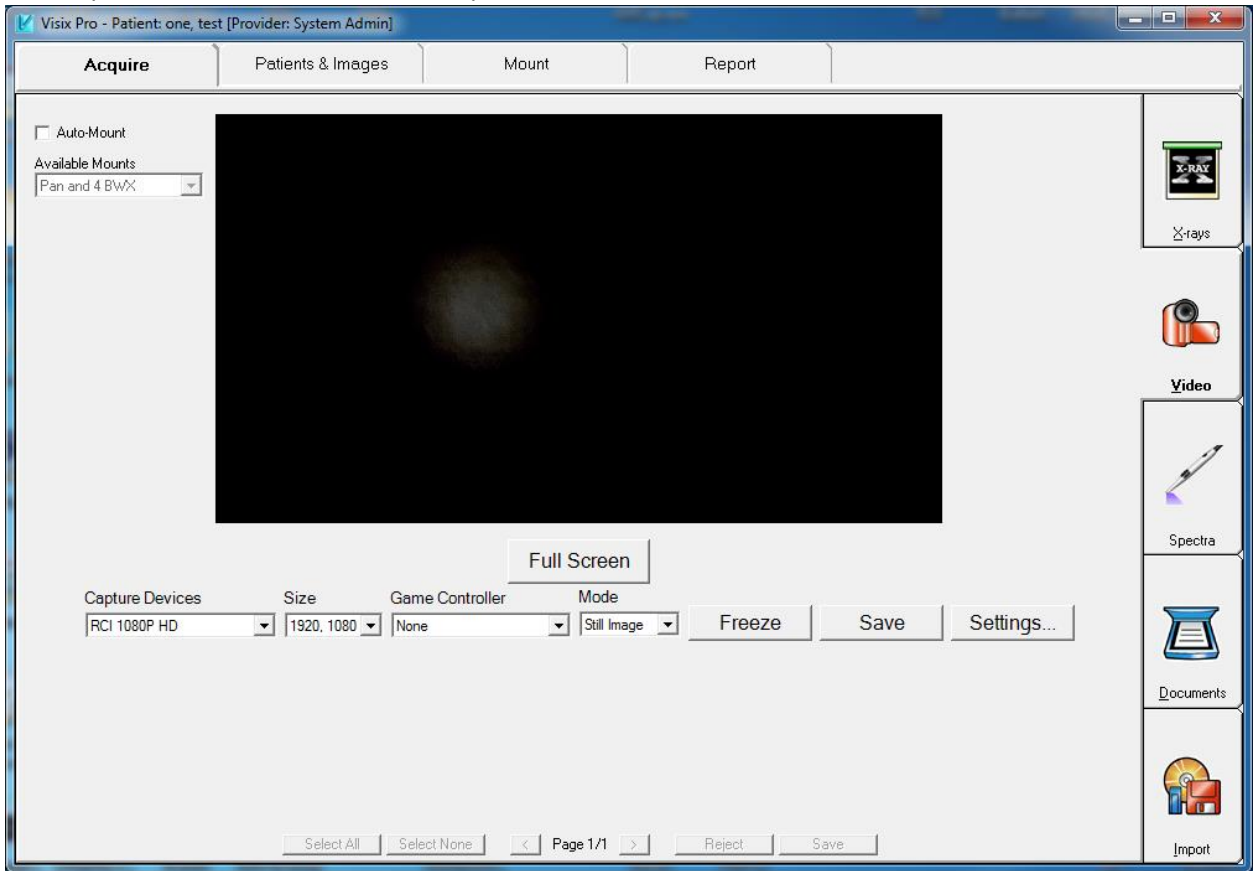 Visix Pro - Patient: one, test [Provider: System Admin]
Acquire
Patients & Images
Mount
Report
Auto-Mount
Available Mounts
Pan and 4 BWX
X-RAY
X-rays
Video
Spectra
Documents
Import
Full Screen
Capture Devices
Size
Game Controller
Mode
RCI 1080P HD
1920, 1080
None
Still Image
Freeze
Save
Settings...
Select All
Select None
<
Page 1/1
>
Reject
Save